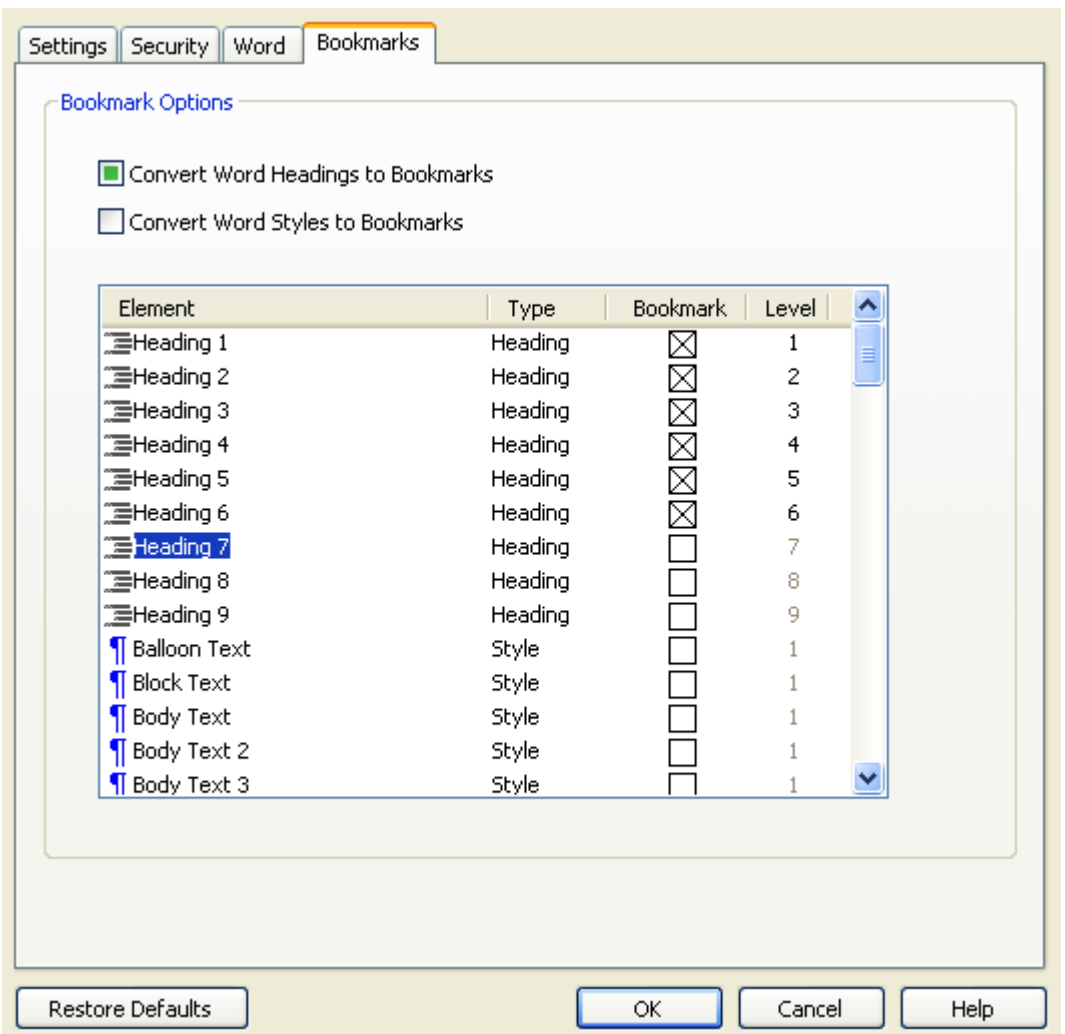 Settings Security Word Bookmarks
Bookmark Options
Convert Word Headings to Bookmarks
Convert Word Styles to Bookmarks
Element Type Bookmark Level
Heading 1 Heading 1
Heading 2 Heading 2
Heading 3 Heading 3
Heading 4 Heading 4
Heading 5 Heading 5
Heading 6 Heading 6
Heading 7 Heading 7
Heading 8 Heading 8
Heading 9 Heading 9
¶ Balloon Text Style 1
¶ Block Text Style 1
¶ Body Text Style 1
¶ Body Text 2 Style 1
¶ Body Text 3 Style 1
Restore Defaults OK Cancel Help